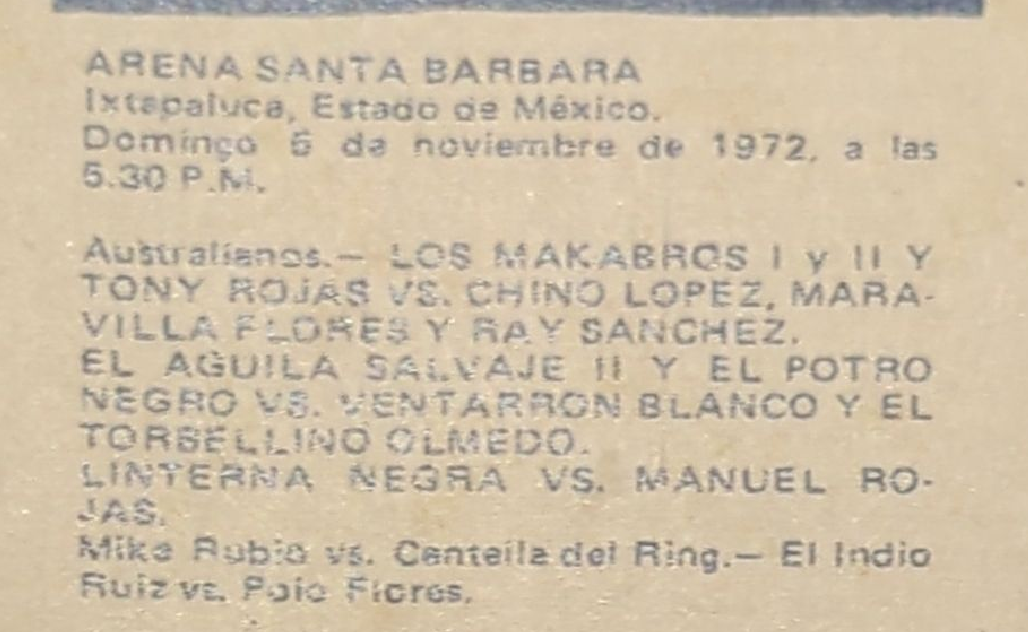 ARENA SANTA BARBARA
Ixtapaluca, Estado de México.
Domingo 5 de noviembre de 1972, a las
5.30 P.M.
Australianos.— LOS MAKABROS I y II Y
TONY ROJAS VS. CHINO LOPEZ, MARA-
VILLA FLORES Y RAY SANCHEZ.
EL AGUILA SALVAJE II Y EL POTRO
NEGRO VS. VENTARRON BLANCO Y EL
TORBELLINO OLMEDO.
LINTERNA NEGRA VS. MANUEL RO-
JAS.
Mike Rubio vs. Centella del Ring.— El Indio
Ruiz vs. Polo Flores.